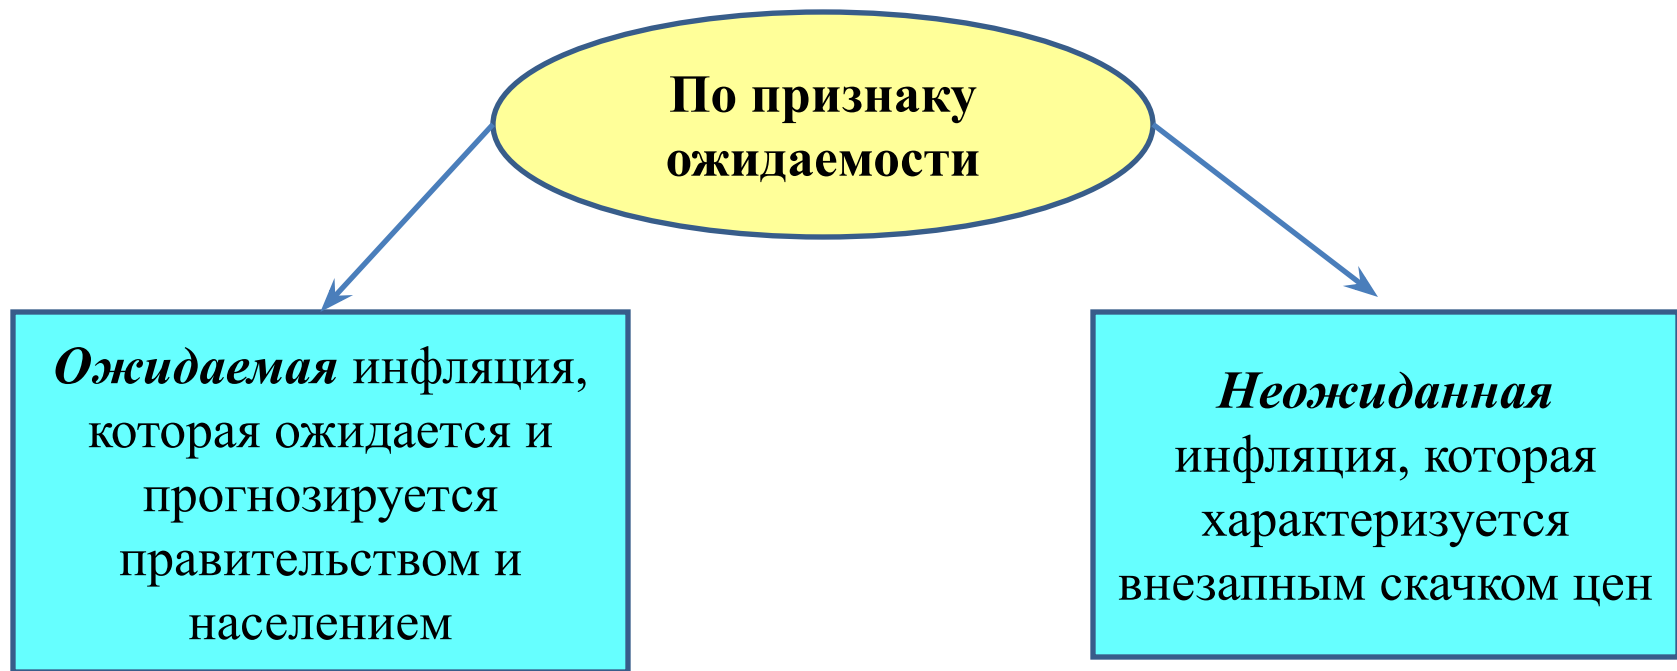 По признаку
ожидаемости
Ожидаемая инфляция,
которая ожидается и
прогнозируется
правительством и
населением
Неожиданная
инфляция, которая
характеризуется
внезапным скачком цен